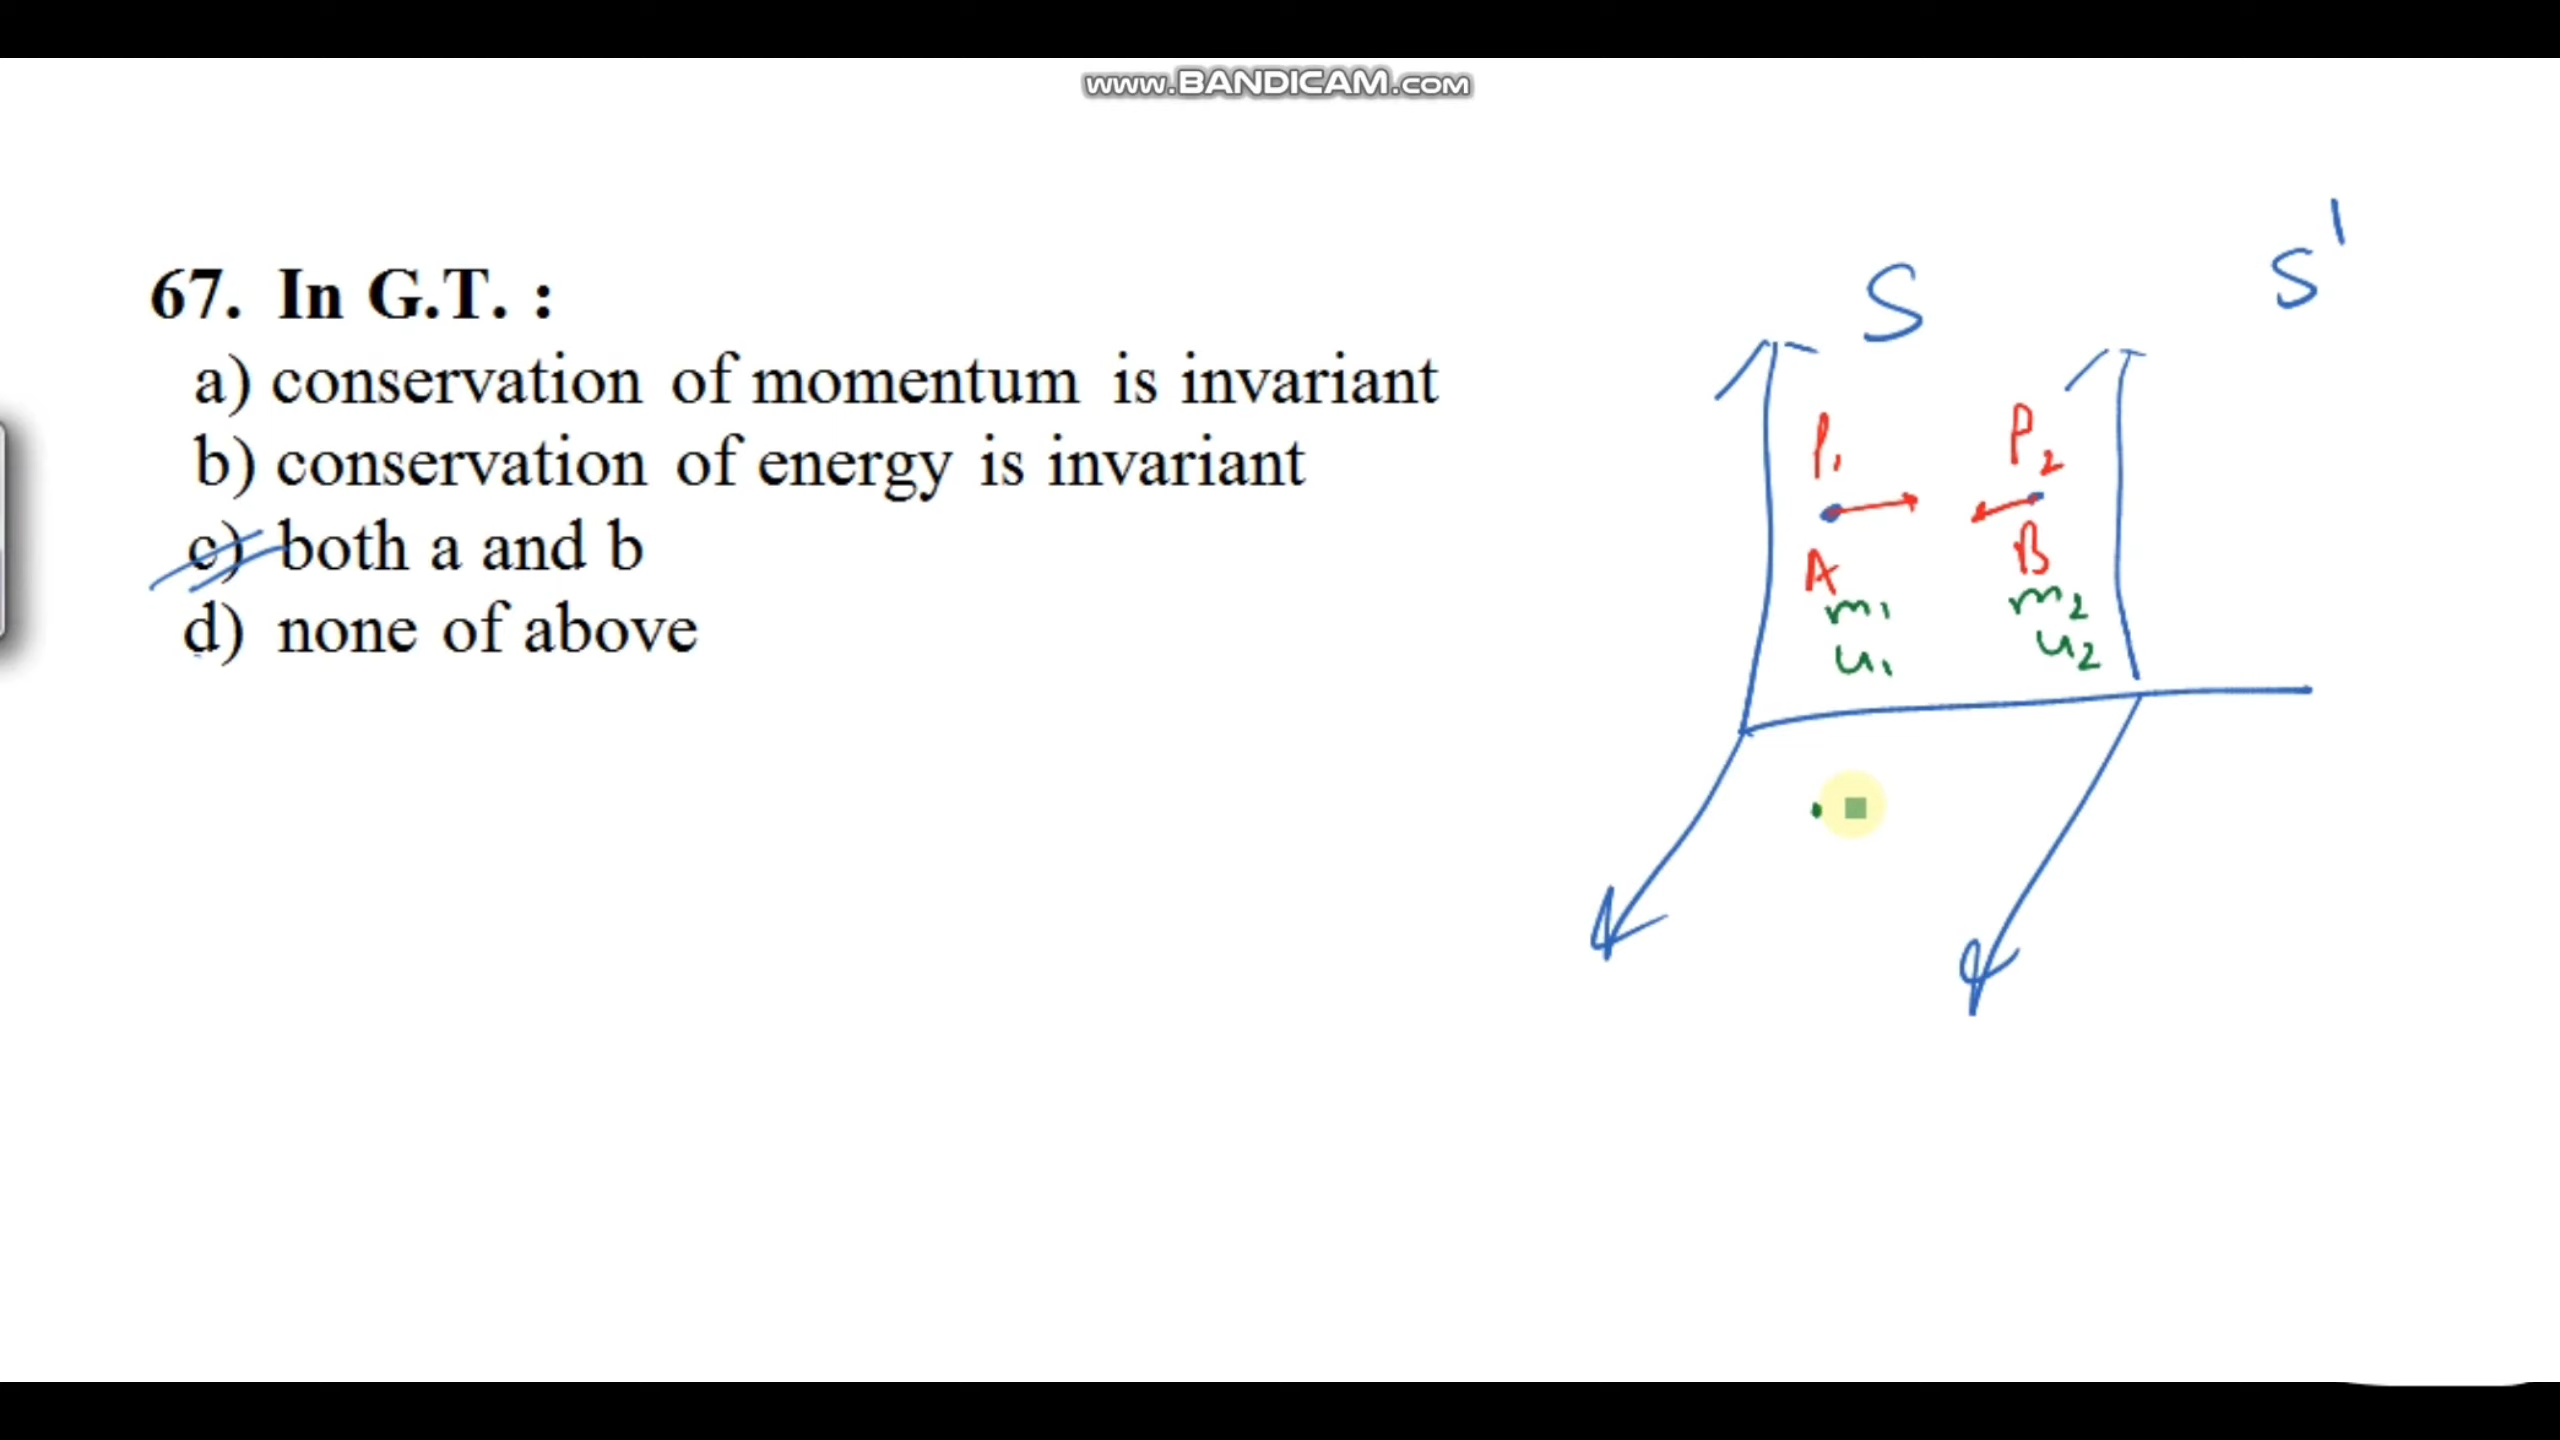 www.BANDICAM.com
67. In G.T. :
a) conservation of momentum is invariant
b) conservation of energy is invariant
c) both a and b
d) none of above
S
S'
P₁
P₂
A
B
m₁
m₂
u₁
u₂